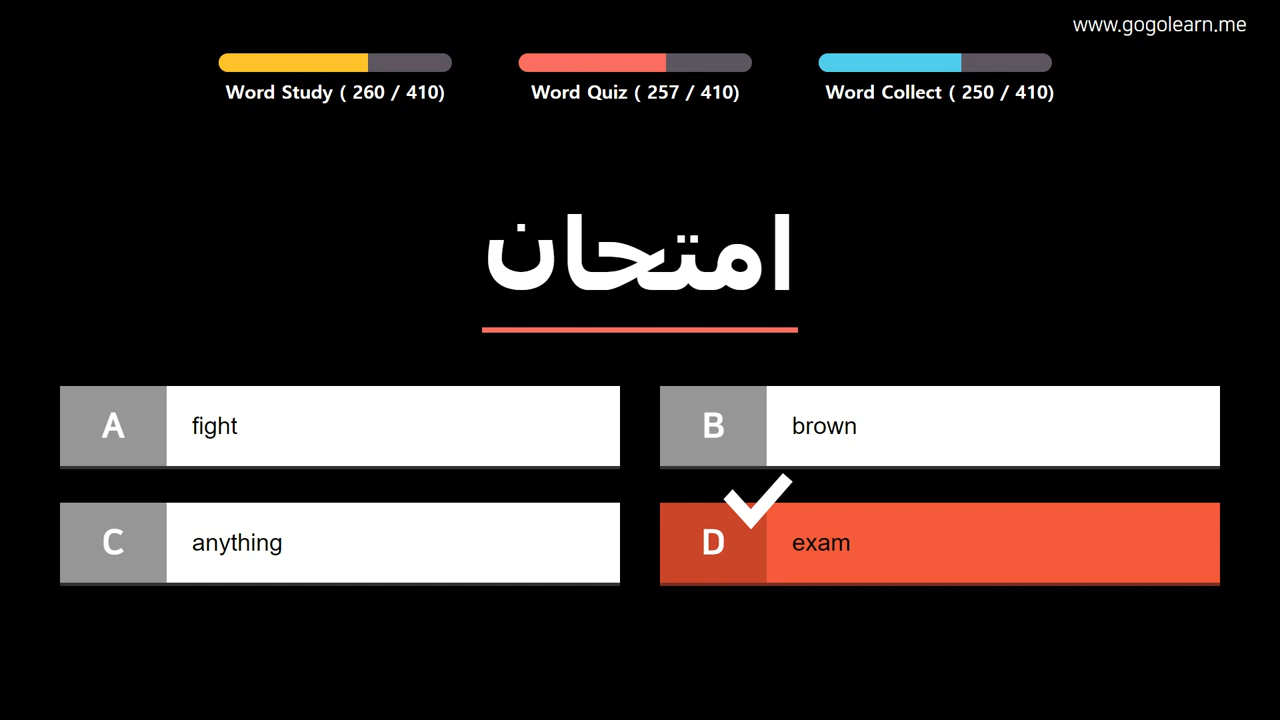 www.gogolearn.me
Word Study ( 260 / 410)
Word Quiz ( 257 / 410)
Word Collect ( 250 / 410)
امتحان
A fight
B brown
C anything
D exam